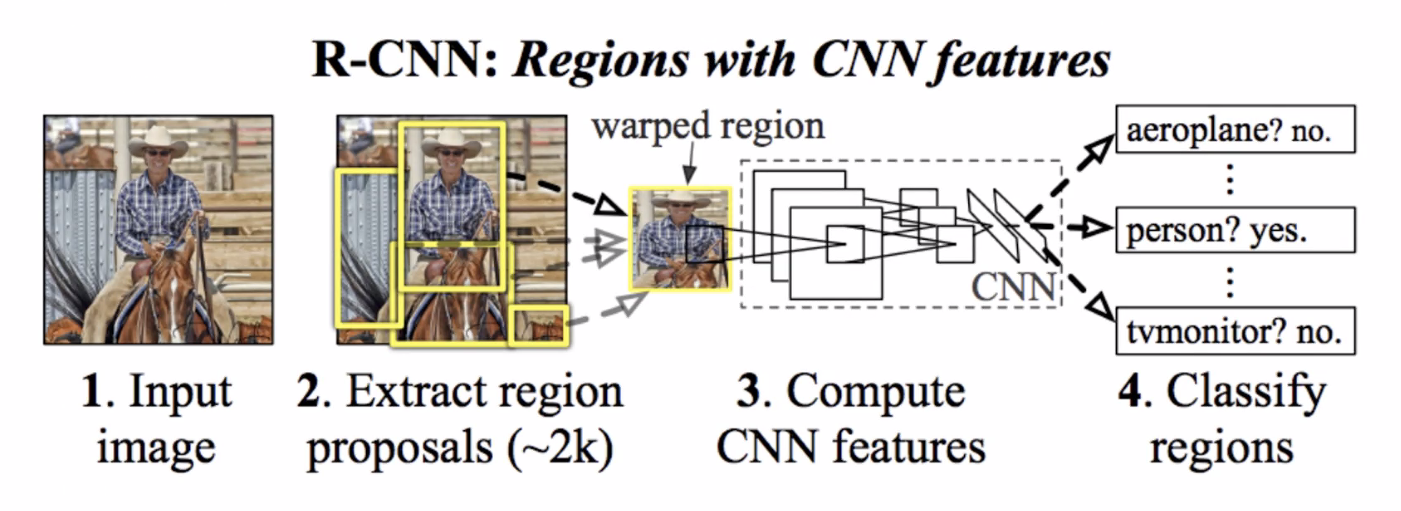 R-CNN: Regions with CNN features
warped region
aeroplane? no.
⋮
person? yes.
⋮
tvmonitor? no.
CNN
1. Input
image
2. Extract region
proposals (~2k)
3. Compute
CNN features
4. Classify
regions